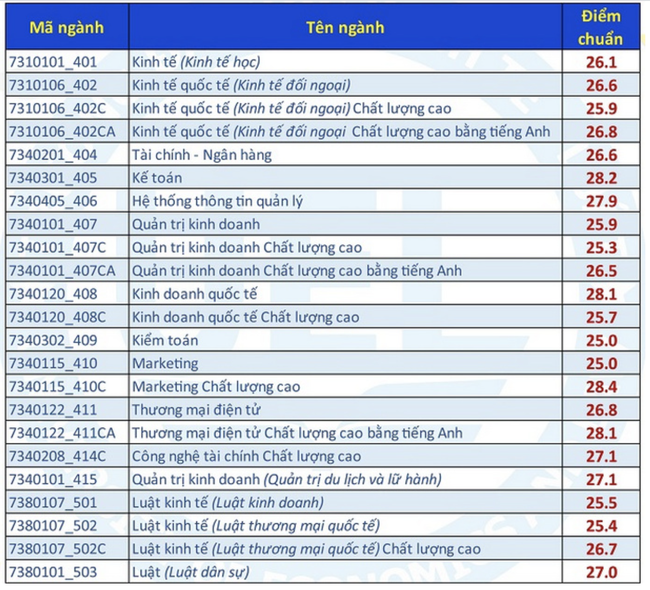 Mã ngành Tên ngành Điểm chuẩn
7310101_401 Kinh tế (Kinh tế học) 26.1
7310106_402 Kinh tế quốc tế (Kinh tế đối ngoại) 26.6
7310106_402C Kinh tế quốc tế (Kinh tế đối ngoại) Chất lượng cao 25.9
7310106_402CA Kinh tế quốc tế (Kinh tế đối ngoại Chất lượng cao bằng tiếng Anh 26.8
7340201_404 Tài chính - Ngân hàng 26.6
7340301_405 Kế toán 28.2
7340405_406 Hệ thống thông tin quản lý 27.9
7340101_407 Quản trị kinh doanh 25.9
7340101_407C Quản trị kinh doanh Chất lượng cao 25.3
7340101_407CA Quản trị kinh doanh Chất lượng cao bằng tiếng Anh 26.5
7340120_408 Kinh doanh quốc tế 28.1
7340120_408C Kinh doanh quốc tế Chất lượng cao 25.7
7340302_409 Kiểm toán 25.0
7340115_410 Marketing 25.0
7340115_410C Marketing Chất lượng cao 28.4
7340122_411 Thương mại điện tử 26.8
7340122_411CA Thương mại điện tử Chất lượng cao bằng tiếng Anh 28.1
7340208_414C Công nghệ tài chính Chất lượng cao 27.1
7340101_415 Quản trị kinh doanh (Quản trị du lịch và lữ hành) 27.1
7380107_501 Luật kinh tế (Luật kinh doanh) 25.5
7380107_502 Luật kinh tế (Luật thương mại quốc tế) 25.4
7380107_502C Luật kinh tế (Luật thương mại quốc tế) Chất lượng cao 26.7
7380101_503 Luật (Luật dân sự) 27.0